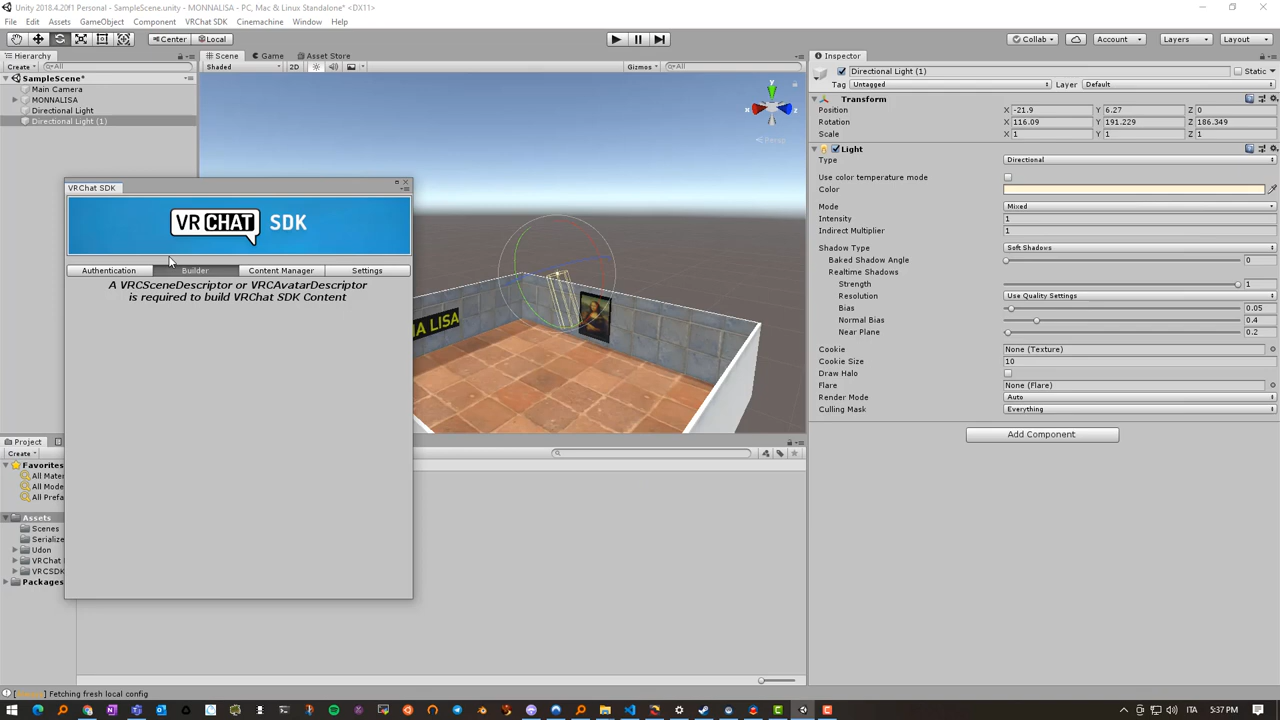 Unity 2018.4.20f1 Personal - SampleScene.unity - MONNALISA - PC, Mac & Linux Standalone* <DX11>
File Edit Assets GameObject Component VRChat SDK Cinemachine Window Help
Center Local Collab Account Layers Layout
Hierarchy
Create All
SampleScene*
Main Camera
MONNALISA
Directional Light
Directional Light (1)
Scene Game Asset Store
Shaded 2D Gizmos All
y
x
z
Persp
NA LISA
VRChat SDK
VRCHAT SDK
Authentication Builder Content Manager Settings
A VRCSceneDescriptor or VRCAvatarDescriptor
is required to build VRChat SDK Content
Project
Create
Favorites
All Mate
All Mode
All Prefa
Assets
Scenes
Serialize
Udon
VRChat
VRCSDK
Packages
Inspector
Directional Light (1) Static
Tag Untagged Layer Default
Transform
Position X -21.9 Y 6.27 Z 0
Rotation X 116.09 Y 191.229 Z 186.349
Scale X 1 Y 1 Z 1
Light
Type Directional
Use color temperature mode
Color
Mode Mixed
Intensity 1
Indirect Multiplier 1
Shadow Type Soft Shadows
Baked Shadow Angle 0
Realtime Shadows
Strength 1
Resolution Use Quality Settings
Bias 0.05
Normal Bias 0.4
Near Plane 0.2
Cookie None (Texture)
Cookie Size 10
Draw Halo
Flare None (Flare)
Render Mode Auto
Culling Mask Everything
Add Component
Fetching fresh local config
ITA 5:37 PM